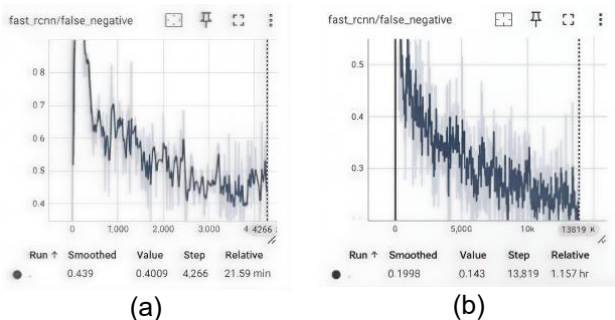 fast_rcnn/false_negative
0.8
0.7
0.6
0.5
0.4
0 1,000 2,000 3,000 4 4266
Run ↑ Smoothed Value Step Relative
. 0.439 0.4009 4,266 21.59 min
(a)
fast_rcnn/false_negative
0.5
0.4
0.3
0 5,000 10k 13819 K
Run ↑ Smoothed Value Step Relative
. 0.1998 0.143 13,819 1.157 hr
(b)